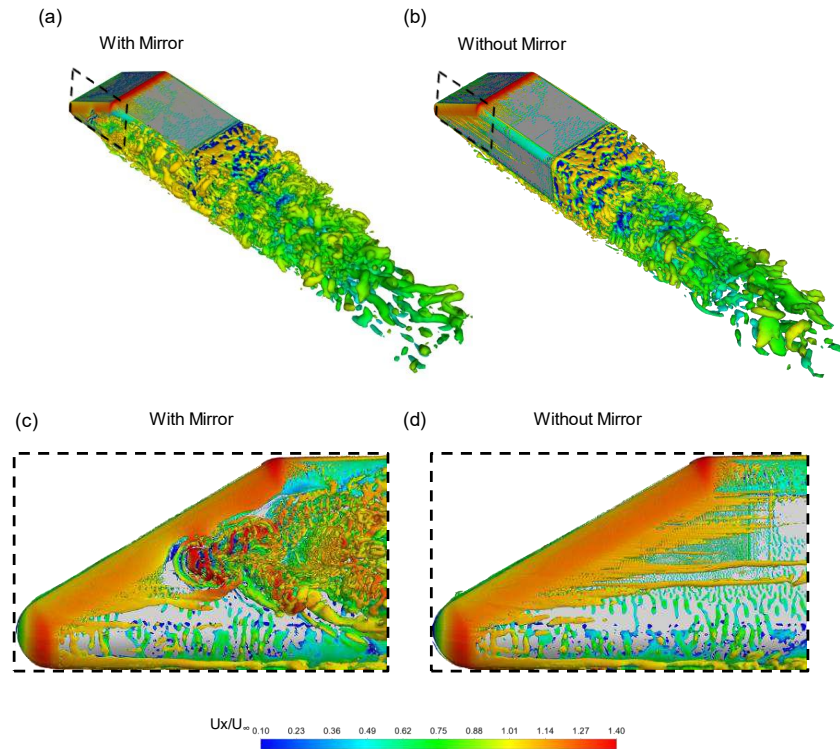 (a)
(b)
With Mirror
Without Mirror
(c)
With Mirror
(d)
Without Mirror
Ux/U∞
0.10 0.23 0.36 0.49 0.62 0.75 0.88 1.01 1.14 1.27 1.40